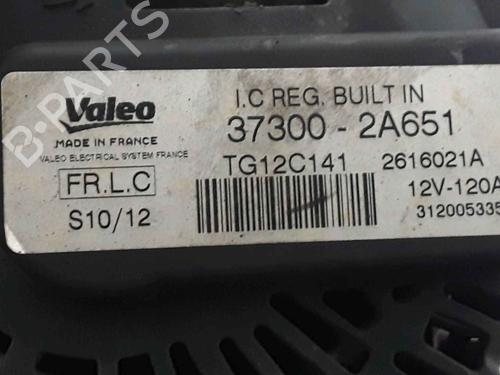 B-PARTS
Valeo
MADE IN FRANCE
VALEO ELECTRICAL SYSTEM FRANCE
FR.L.C
S10/12
I.C REG. BUILT IN
37300 - 2A651
TG12C141 2616021A
12V-120A
312005335